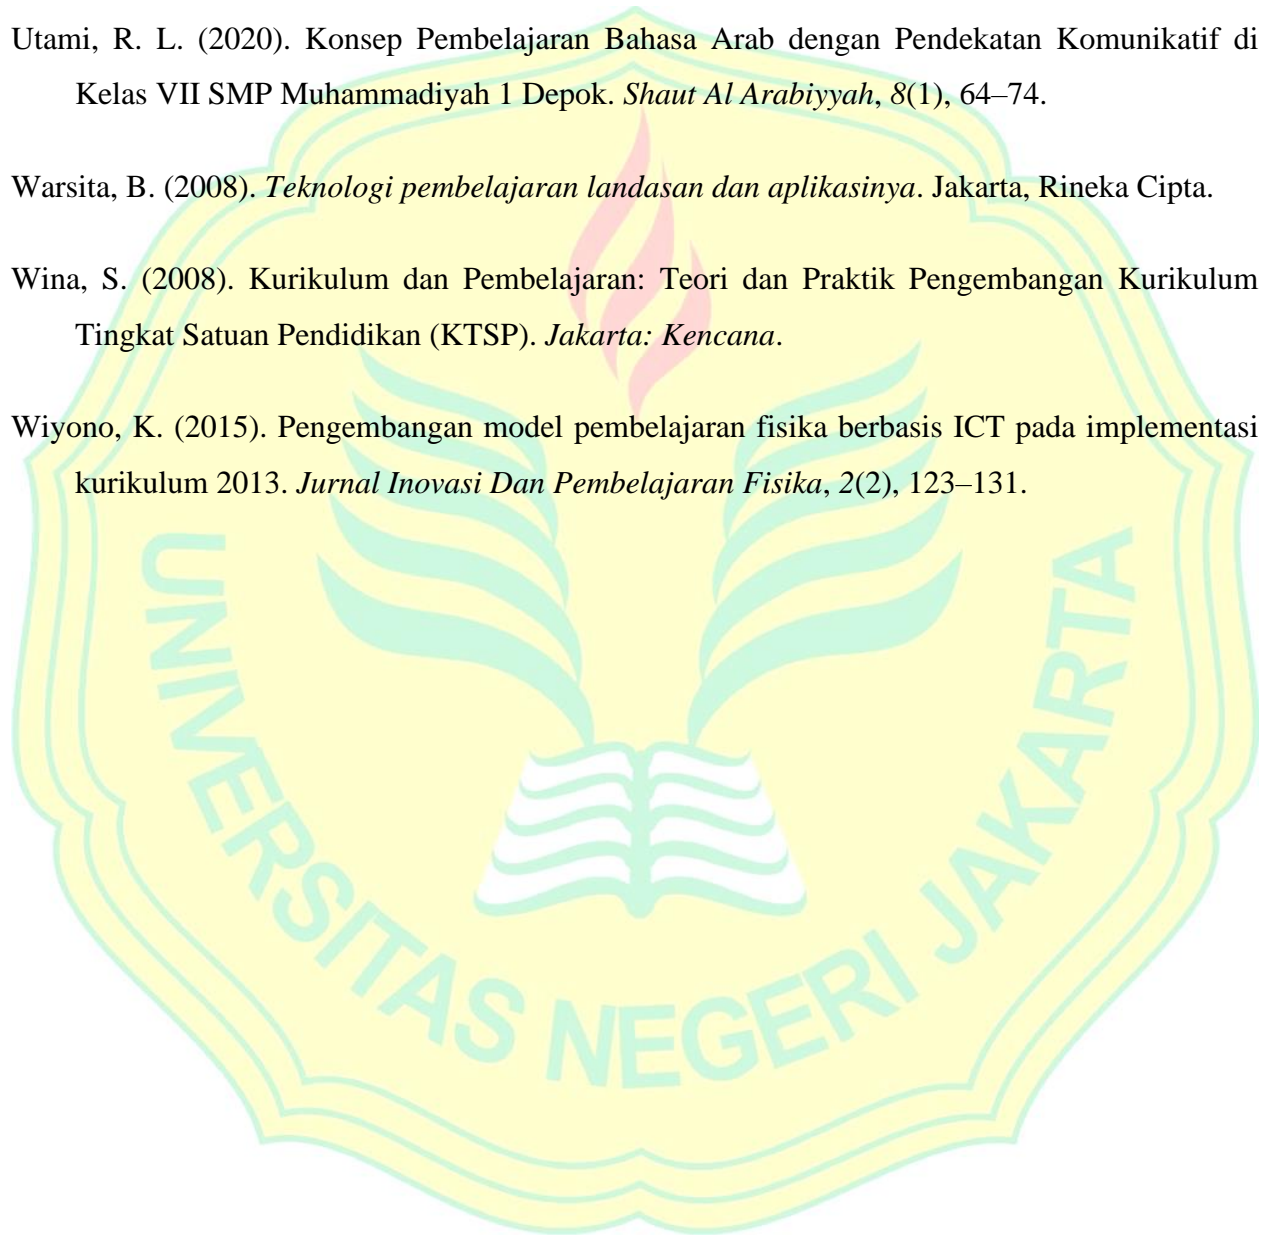 Utami, R. L. (2020). Konsep Pembelajaran Bahasa Arab dengan Pendekatan Komunikatif di
Kelas VII SMP Muhammadiyah 1 Depok. Shaut Al Arabiyyah, 8(1), 64–74.
Warsita, B. (2008). Teknologi pembelajaran landasan dan aplikasinya. Jakarta, Rineka Cipta.
Wina, S. (2008). Kurikulum dan Pembelajaran: Teori dan Praktik Pengembangan Kurikulum
Tingkat Satuan Pendidikan (KTSP). Jakarta: Kencana.
Wiyono, K. (2015). Pengembangan model pembelajaran fisika berbasis ICT pada implementasi
kurikulum 2013. Jurnal Inovasi Dan Pembelajaran Fisika, 2(2), 123–131.
UNIVERSITAS NEGERI JAKARTA